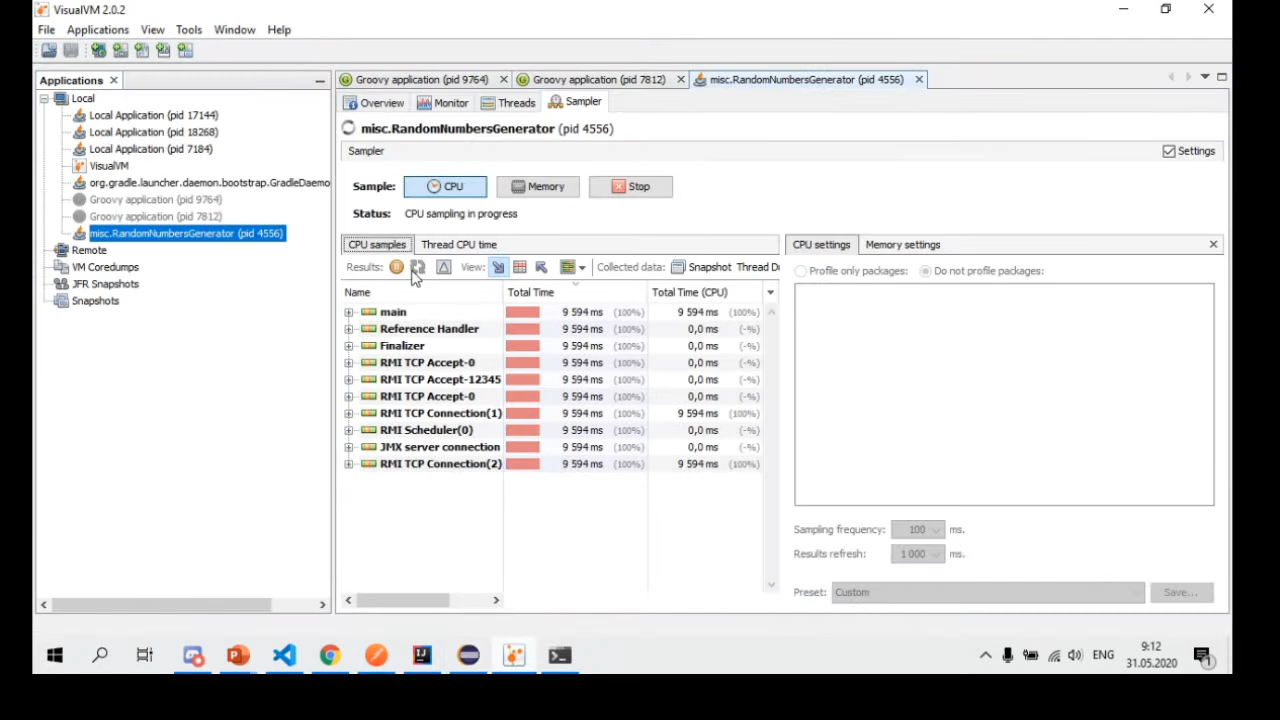 VisualVM 2.0.2
File Applications View Tools Window Help
Applications
Local
Local Application (pid 17144)
Local Application (pid 18268)
Local Application (pid 7184)
VisualVM
org.gradle.launcher.daemon.bootstrap.GradleDaemo
Groovy application (pid 9764)
Groovy application (pid 7812)
misc.RandomNumbersGenerator (pid 4556)
Remote
VM Coredumps
JFR Snapshots
Snapshots
Groovy application (pid 9764) Groovy application (pid 7812) misc.RandomNumbersGenerator (pid 4556)
Overview Monitor Threads Sampler
misc.RandomNumbersGenerator (pid 4556)
Sampler Settings
Sample: CPU Memory Stop
Status: CPU sampling in progress
CPU samples Thread CPU time
Results: View: Collected data: Snapshot Thread Du
Name Total Time Total Time (CPU)
main 9 594 ms (100%) 9 594 ms (100%)
Reference Handler 9 594 ms (100%) 0,0 ms (-%)
Finalizer 9 594 ms (100%) 0,0 ms (-%)
RMI TCP Accept-0 9 594 ms (100%) 0,0 ms (-%)
RMI TCP Accept-12345 9 594 ms (100%) 0,0 ms (-%)
RMI TCP Accept-0 9 594 ms (100%) 0,0 ms (-%)
RMI TCP Connection(1) 9 594 ms (100%) 9 594 ms (100%)
RMI Scheduler(0) 9 594 ms (100%) 0,0 ms (-%)
JMX server connection 9 594 ms (100%) 0,0 ms (-%)
RMI TCP Connection(2) 9 594 ms (100%) 9 594 ms (100%)
CPU settings Memory settings
Profile only packages: Do not profile packages:
Sampling frequency: 100 ms.
Results refresh: 1 000 ms.
Preset: Custom Save...
ENG
9:12
31.05.2020
1